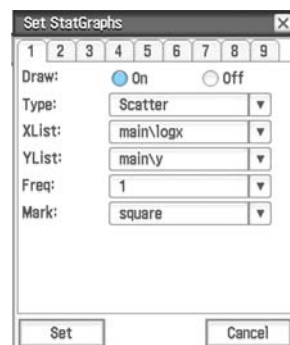 Set StatGraphs
1 2 3 4 5 6 7 8 9
Draw: On Off
Type: Scatter
XList: main\logx
YList: main\y
Freq: 1
Mark: square
Set Cancel